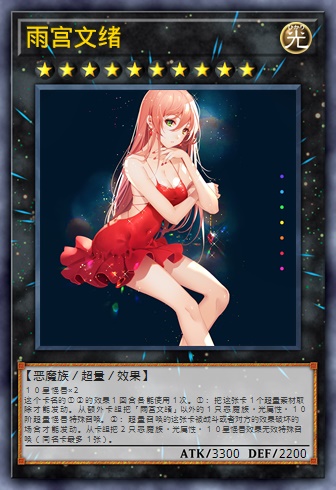 雨宫文绪
光
【恶魔族／超量／效果】
１０星怪兽×2
这个卡名的①②的效果１回合各能使用１次。①：把这张卡１个超量素材取
除才能发动。从额外卡组把「雨宫文绪」以外的１只恶魔族·光属性·１０
阶超量怪兽特殊召唤。②：超量召唤的这张卡被战斗或者对方的效果破坏的
场合才能发动。从卡组把２只恶魔族·光属性·１０星怪兽效果无效特殊召
唤（同名卡最多１张）。
ATK/3300 DEF/2200